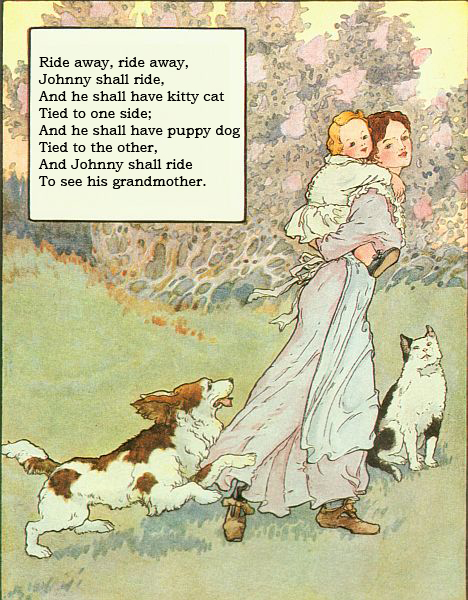 Ride away, ride away,
Johnny shall ride,
And he shall have kitty cat
Tied to one side;
And he shall have puppy dog
Tied to the other,
And Johnny shall ride
To see his grandmother.